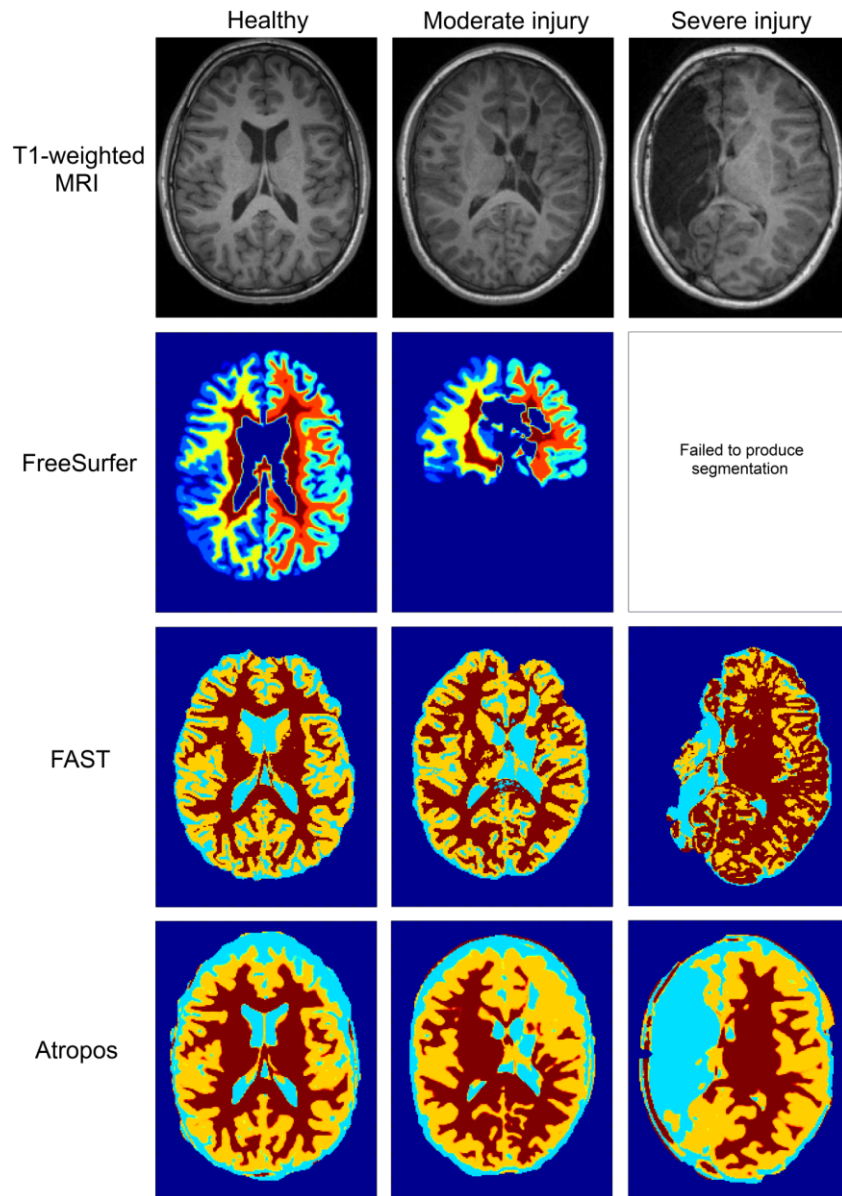 Healthy
Moderate injury
Severe injury
T1-weighted
MRI
FreeSurfer
Failed to produce
segmentation
FAST
Atropos